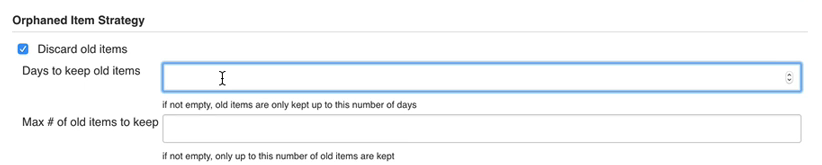 Orphaned Item Strategy
Discard old items
Days to keep old items
if not empty, old items are only kept up to this number of days
Max # of old items to keep
if not empty, only up to this number of old items are kept